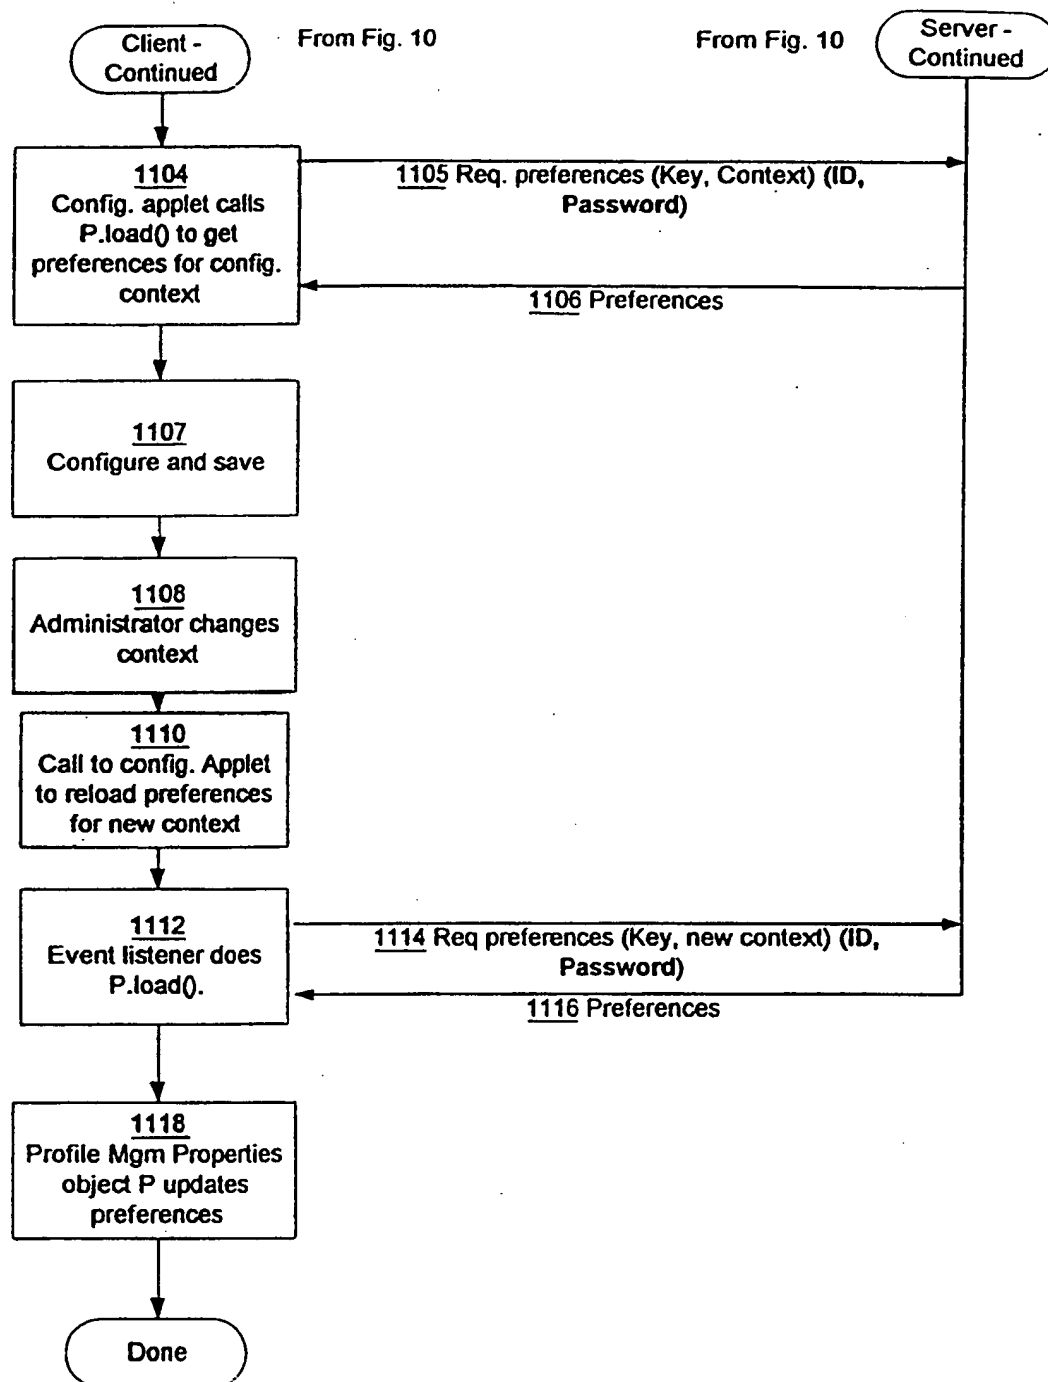 Client -
Continued
From Fig. 10
From Fig. 10
Server -
Continued
1104
Config. applet calls
P.load() to get
preferences for config.
context
1105 Req. preferences (Key, Context) (ID,
Password)
1106 Preferences
1107
Configure and save
1108
Administrator changes
context
1110
Call to config. Applet
to reload preferences
for new context
1112
Event listener does
P.load().
1114 Req preferences (Key, new context) (ID,
Password)
1116 Preferences
1118
Profile Mgm Properties
object P updates
preferences
Done